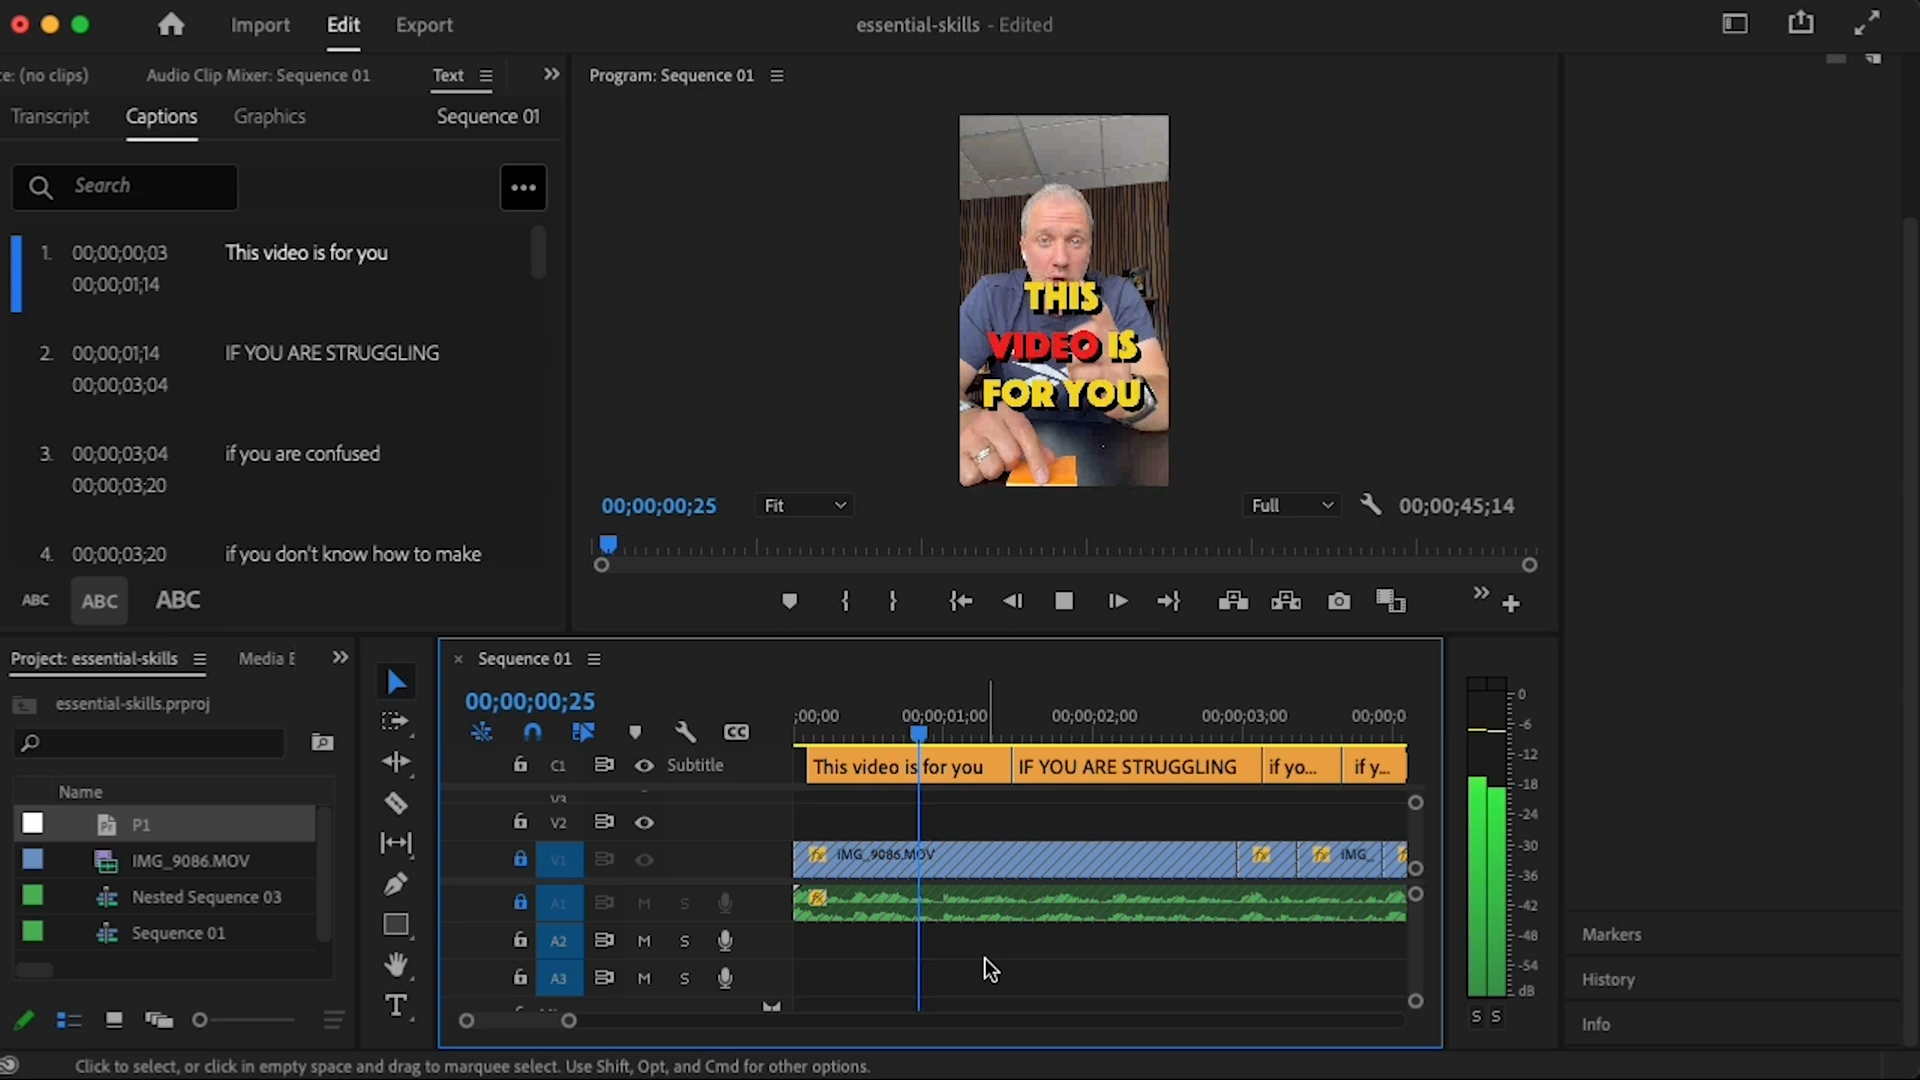 Import Edit Export
essential-skills - Edited
ce: (no clips) Audio Clip Mixer: Sequence 01 Text
Transcript Captions Graphics Sequence 01
Search
1. 00;00;00;03 This video is for you
00;00;01;14
2. 00;00;01;14 IF YOU ARE STRUGGLING
00;00;03;04
3. 00;00;03;04 if you are confused
00;00;03;20
4. 00;00;03;20 if you don't know how to make
ABC ABC ABC
Program: Sequence 01
THIS
VIDEO IS
FOR YOU
00;00;00;25 Fit Full 00;00;45;14
Project: essential-skills Media E
essential-skills.prproj
Name
P1
IMG_9086.MOV
Nested Sequence 03
Sequence 01
Sequence 01
00;00;00;25
;00;00 00;00;01;00 00;00;02;00 00;00;03;00 00;00;0
CC
C1 Subtitle This video is for you IF YOU ARE STRUGGLING if yo... if y...
V3
V2
V1 fx IMG_9086.MOV fx fx IMG_
A1 M S fx
A2 M S
A3 M S
0
-6
-12
-18
-24
-30
-36
-42
-48
-54
dB
S S
Markers
History
Info
Click to select, or click in empty space and drag to marquee select. Use Shift, Opt, and Cmd for other options.